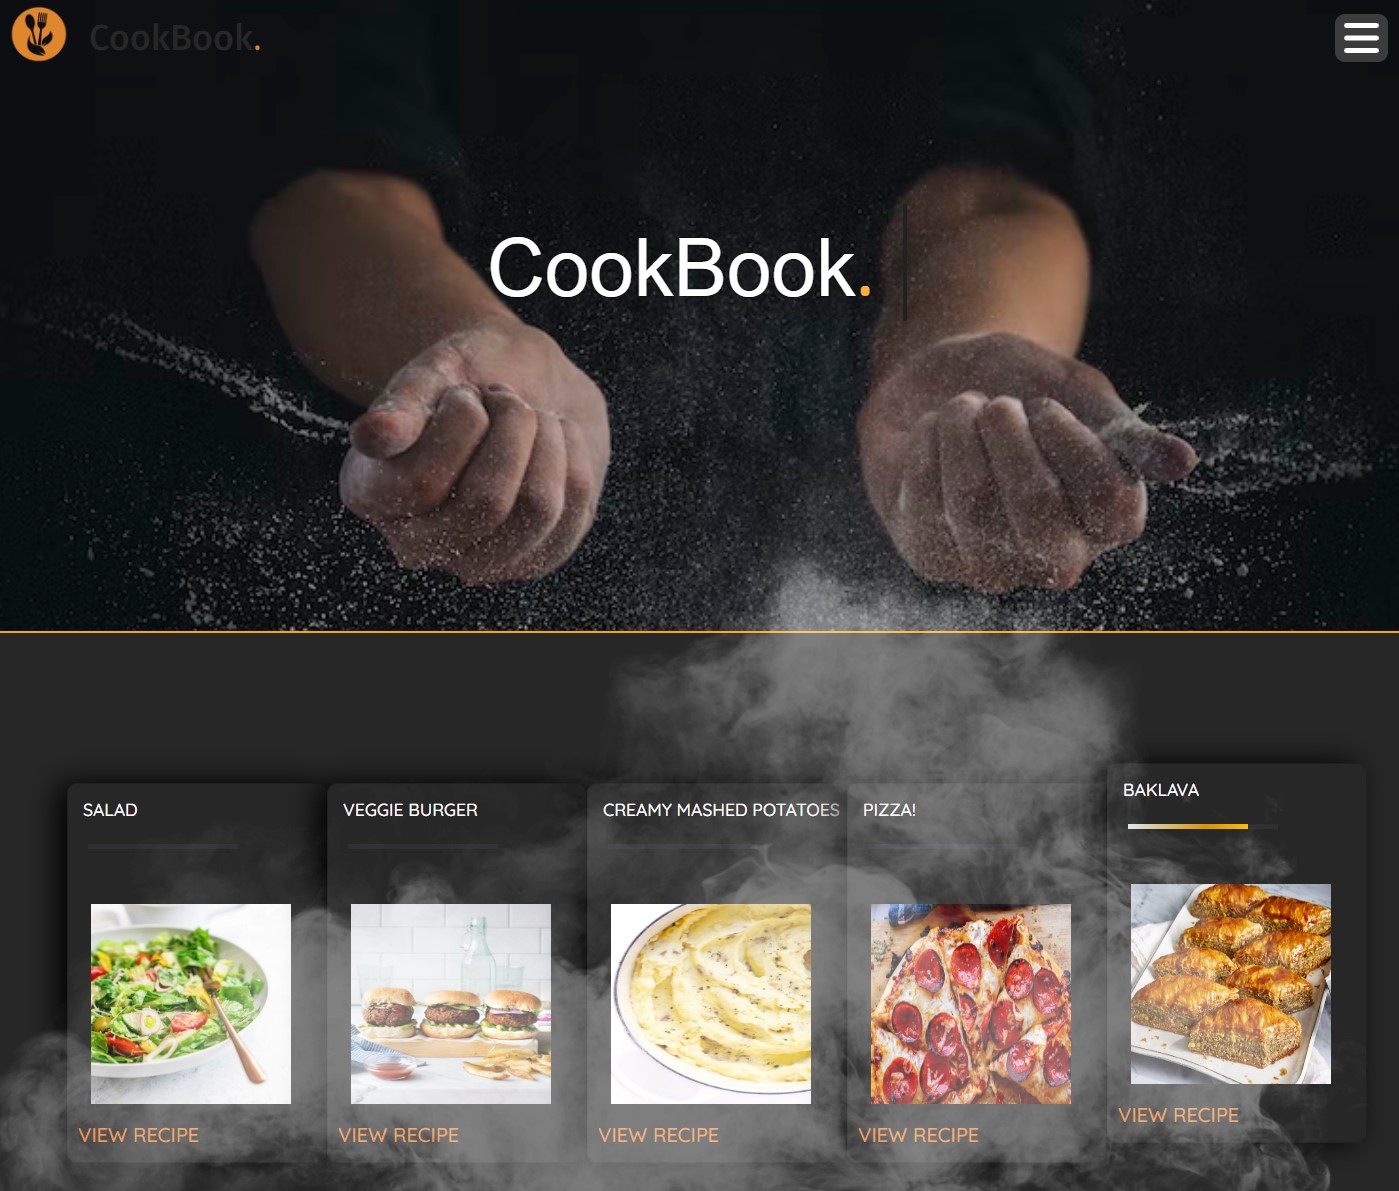 CookBook.
CookBook.
SALAD
VEGGIE BURGER
CREAMY MASHED POTATOES
PIZZA!
BAKLAVA
VIEW RECIPE
VIEW RECIPE
VIEW RECIPE
VIEW RECIPE
VIEW RECIPE